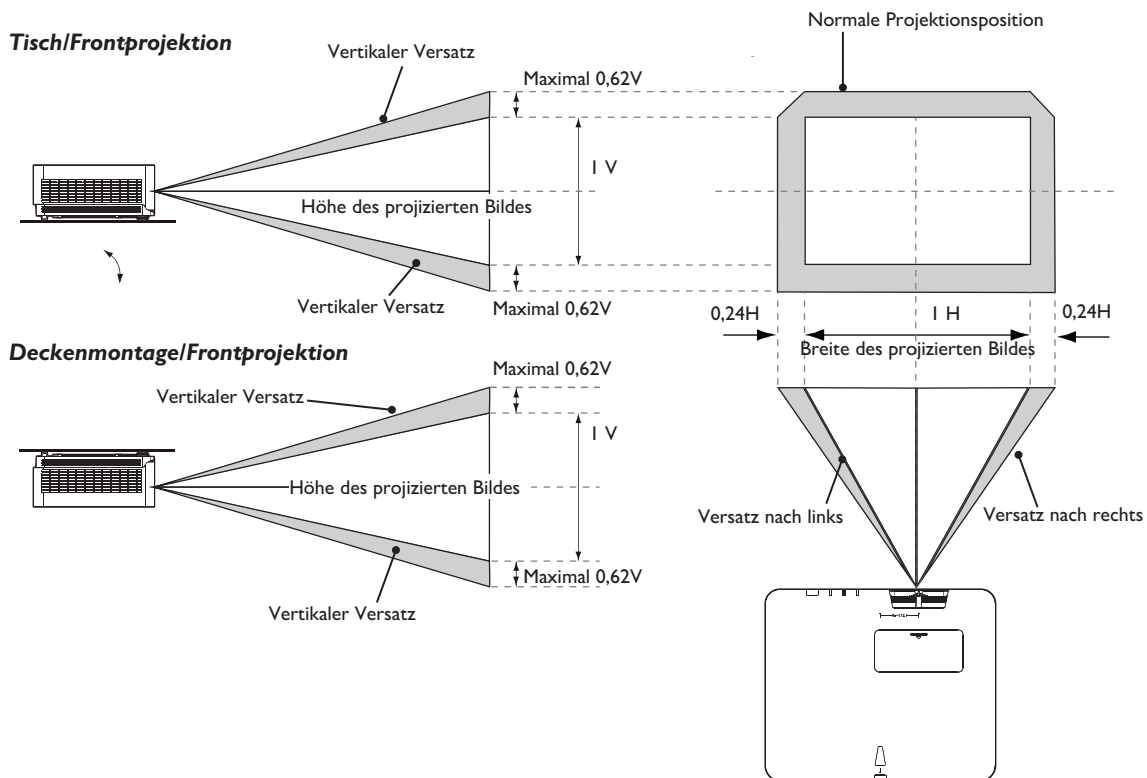 Normale Projektionsposition
Tisch/Frontprojektion
Vertikaler Versatz
Maximal 0,62V
1 V
Höhe des projizierten Bildes
Vertikaler Versatz
Maximal 0,62V
0,24H
1 H
0,24H
Breite des projizierten Bildes
Deckenmontage/Frontprojektion
Maximal 0,62V
Vertikaler Versatz
1 V
Höhe des projizierten Bildes
Versatz nach links
Versatz nach rechts
Maximal 0,62V
Vertikaler Versatz